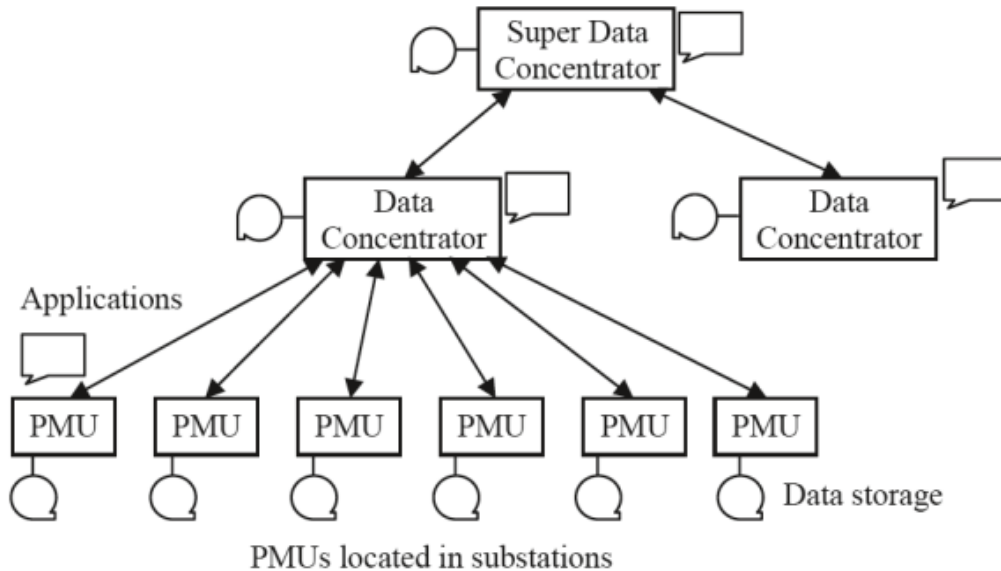 Super Data
Concentrator
Data
Concentrator
Data
Concentrator
Applications
PMU
PMU
PMU
PMU
PMU
PMU
Data storage
PMUs located in substations